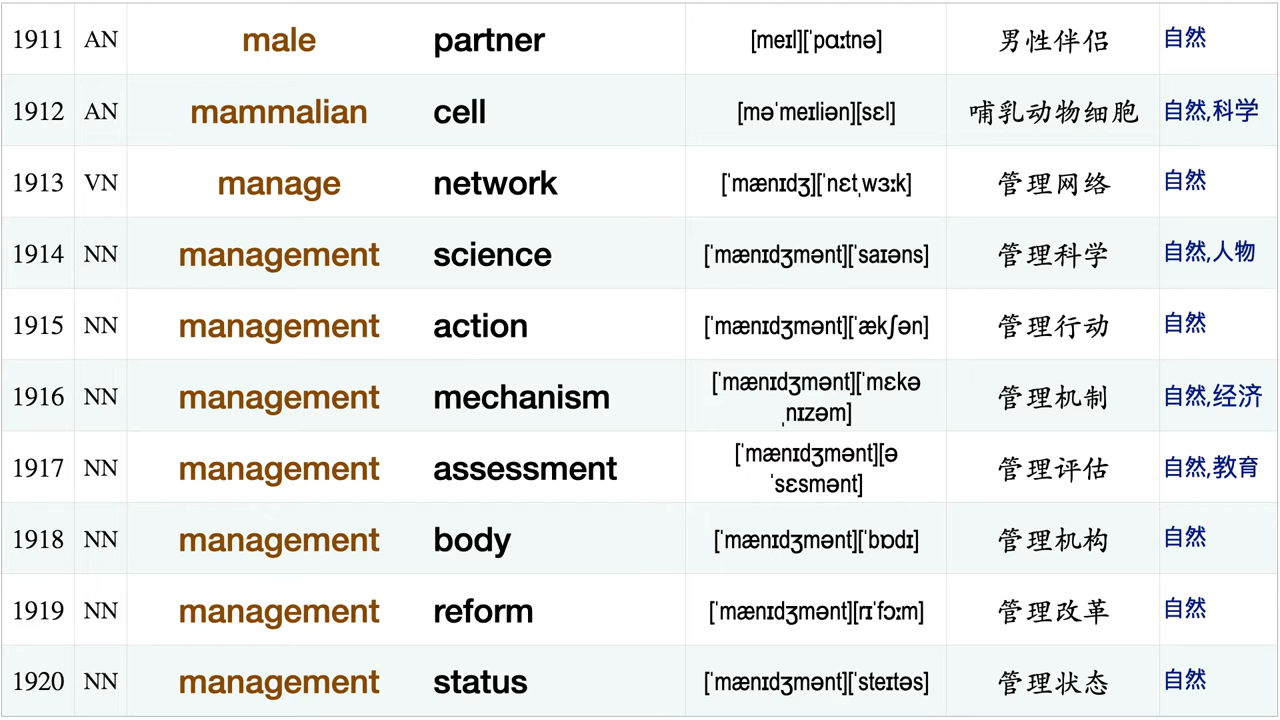 1911 AN male partner [meɪl][ˈpɑɪtnə] 男性伴侣 自然
1912 AN mammalian cell [məˈmeɪliən][sɛl] 哺乳动物细胞 自然,科学
1913 VN manage network [ˈmænɪdʒ][ˈnɛtˌwɜːk] 管理网络 自然
1914 NN management science [ˈmænɪdʒmənt][ˈsaɪəns] 管理科学 自然,人物
1915 NN management action [ˈmænɪdʒmənt][ˈækʃən] 管理行动 自然
1916 NN management mechanism [ˈmænɪdʒmənt][ˈmɛkə
ˌnɪzəm] 管理机制 自然,经济
1917 NN management assessment [ˈmænɪdʒmənt][ə
ˈsɛsmənt] 管理评估 自然,教育
1918 NN management body [ˈmænɪdʒmənt][ˈbɒdɪ] 管理机构 自然
1919 NN management reform [ˈmænɪdʒmənt][rɪˈfɔːm] 管理改革 自然
1920 NN management status [ˈmænɪdʒmənt][ˈsteɪtəs] 管理状态 自然